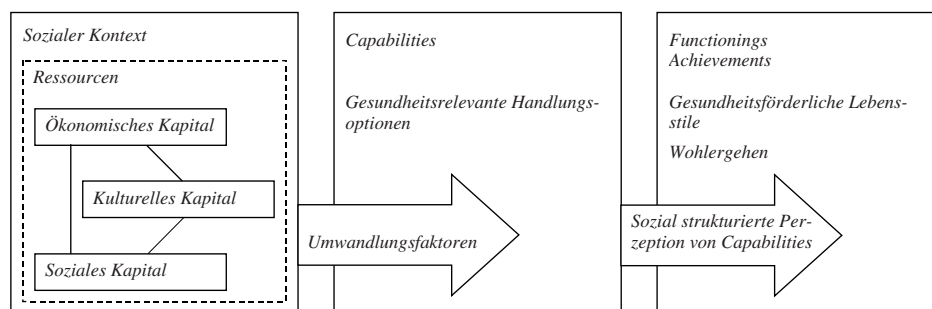 Sozialer Kontext
Ressourcen
Ökonomisches Kapital
Kulturelles Kapital
Soziales Kapital
Umwandlungsfaktoren
Capabilities
Gesundheitsrelevante Handlungs-
optionen
Functionings
Achievements
Gesundheitsförderliche Lebens-
stile
Wohlergehen
Sozial strukturierte Per-
zeption von Capabilities